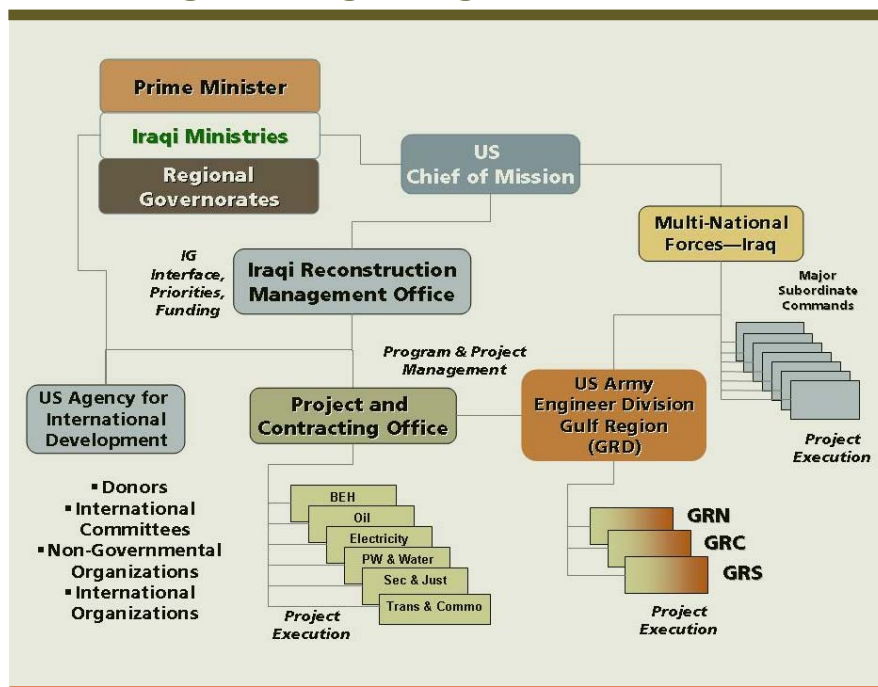 Prime Minister
Iraqi Ministries
Regional
Governorates
US
Chief of Mission
Multi-National
Forces—Iraq
IG
Interface,
Priorities,
Funding
Iraqi Reconstruction
Management Office
Major
Subordinate
Commands
Program & Project
Management
US Agency for
International
Development
Project and
Contracting Office
US Army
Engineer Division
Gulf Region
(GRD)
Project
Execution
▪Donors
▪International
Committees
▪Non-Governmental
Organizations
▪International
Organizations
BEH
Oil
Electricity
PW & Water
Sec & Just
Trans & Commo
Project
Execution
GRN
GRC
GRS
Project
Execution